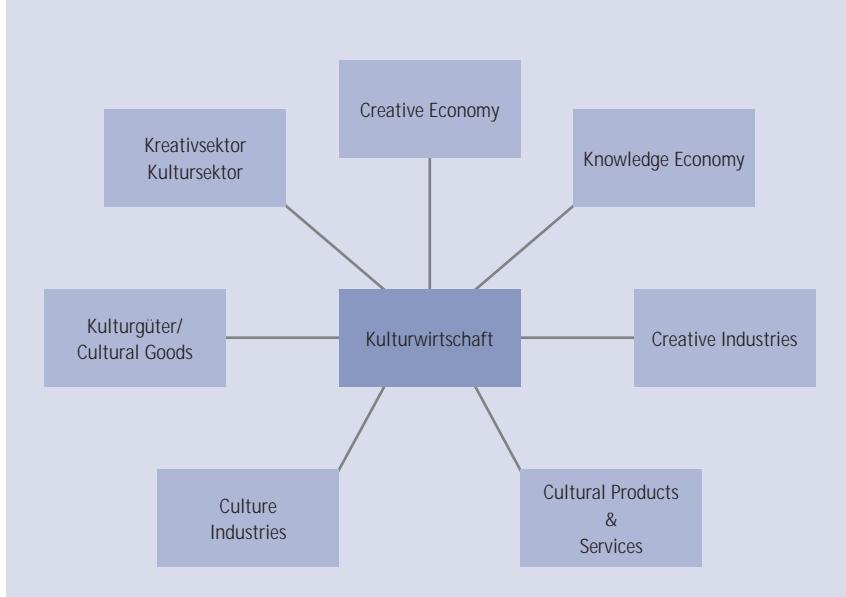 Creative Economy
Kreativsektor
Kultursektor
Knowledge Economy
Kulturgüter/
Cultural Goods
Kulturwirtschaft
Creative Industries
Culture
Industries
Cultural Products
&
Services